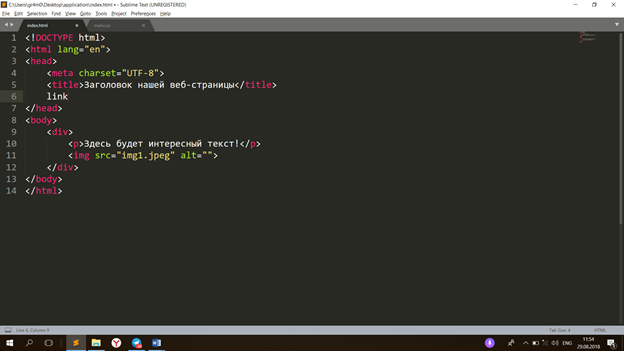 C:\Users\gr4m0\Desktop\application\index.html • - Sublime Text (UNREGISTERED)
File Edit Selection Find View Goto Tools Project Preferences Help
index.html main.css
1 <!DOCTYPE html>
2 <html lang="en">
3 <head>
4 <meta charset="UTF-8">
5 <title>Заголовок нашей веб-страницы</title>
6 link
7 </head>
8 <body>
9 <div>
10 <p>Здесь будет интересный текст!</p>
11 <img src="img1.jpeg" alt="">
12 </div>
13 </body>
14 </html>
Line 6, Column 9 Tab Size: 4 HTML
ENG 11:54
29.08.2018